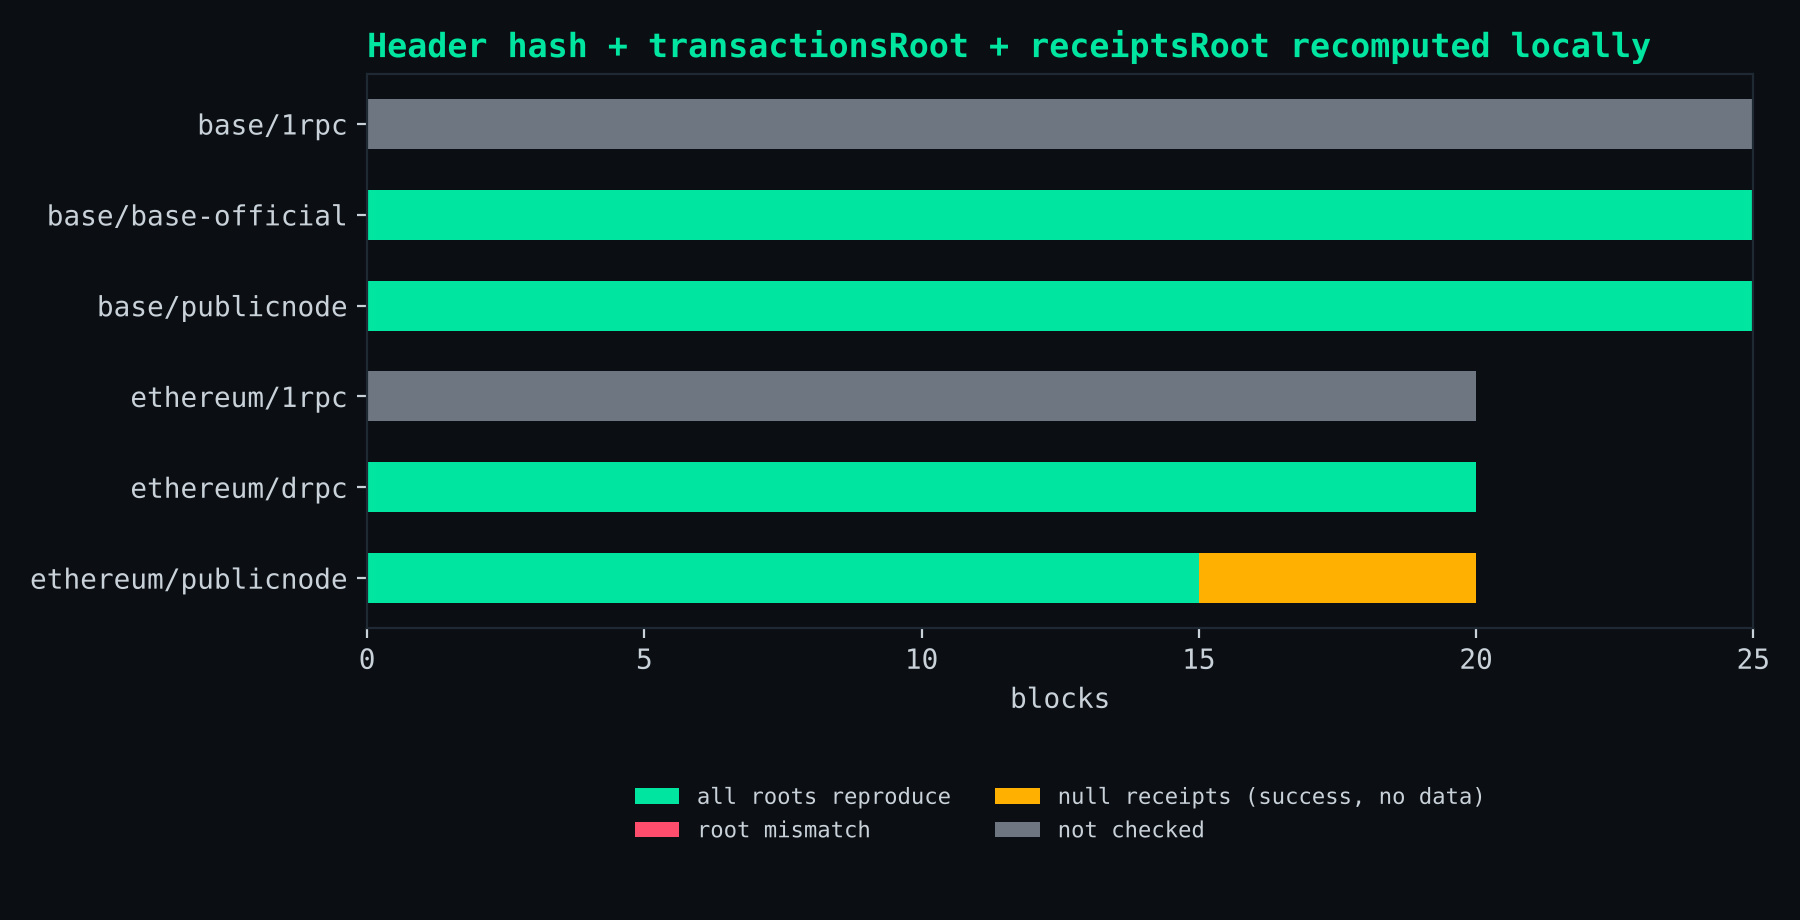 Header hash + transactionsRoot + receiptsRoot recomputed locally
base/1rpc
base/base-official
base/publicnode
ethereum/1rpc
ethereum/drpc
ethereum/publicnode
0 5 10 15 20 25
blocks
all roots reproduce
root mismatch
null receipts (success, no data)
not checked